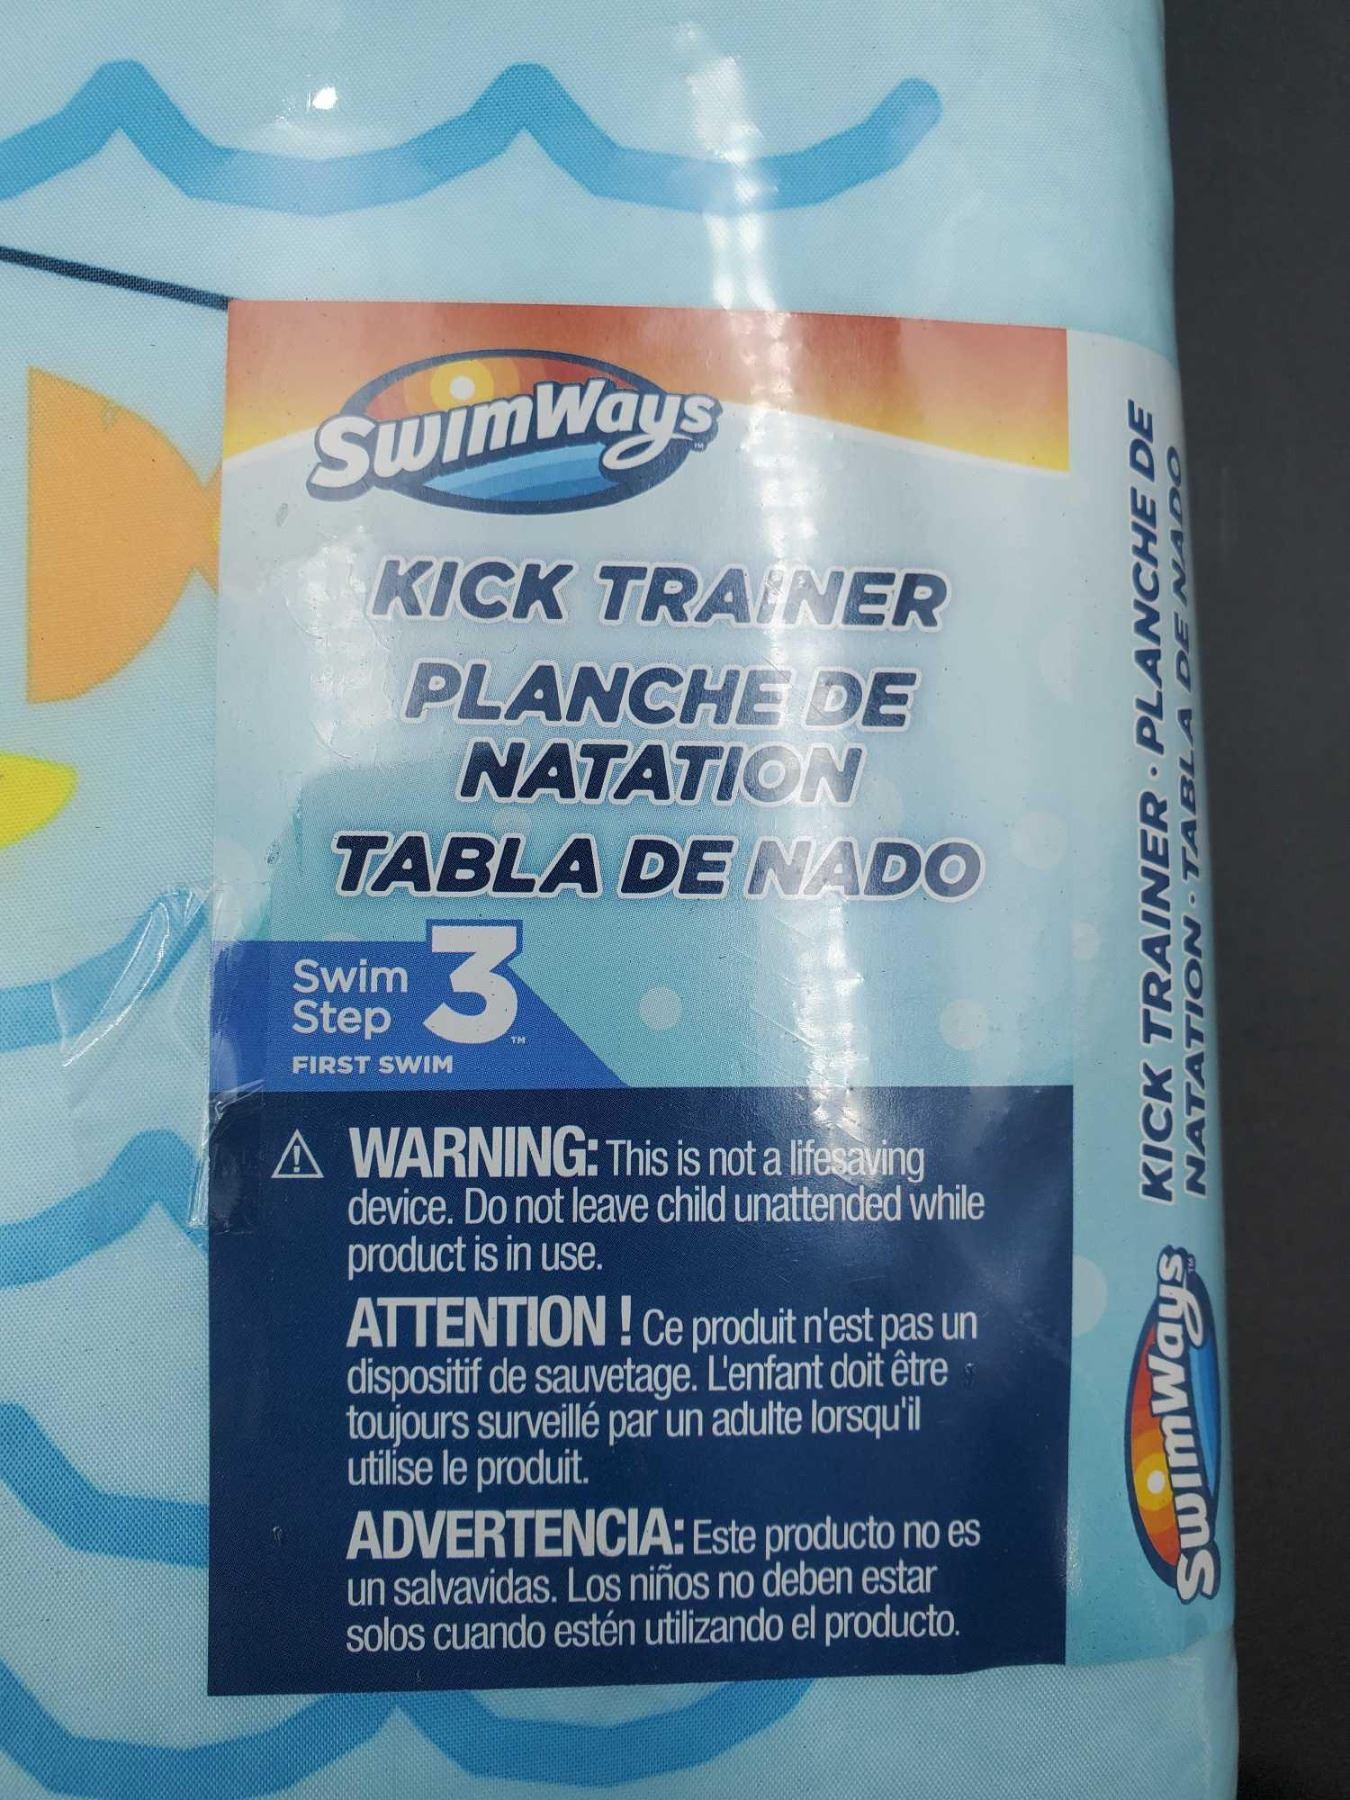 SwimWays™
KICK TRAINER
PLANCHE DE
NATATION
TABLA DE NADO
Swim
Step 3™
FIRST SWIM
⚠ WARNING: This is not a lifesaving
device. Do not leave child unattended while
product is in use.
ATTENTION ! Ce produit n'est pas un
dispositif de sauvetage. L'enfant doit être
toujours surveillé par un adulte lorsqu'il
utilise le produit.
ADVERTENCIA: Este producto no es
un salvavidas. Los niños no deben estar
solos cuando estén utilizando el producto.
SwimWays™
KICK TRAINER · PLANCHE DE
NATATION · TABLA DE NADO